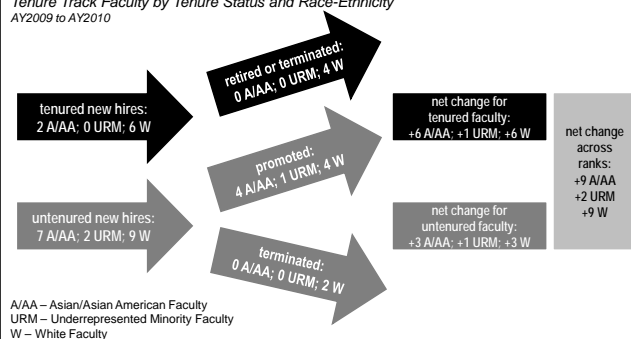 Tenure Track Faculty by Tenure Status and Race-Ethnicity
AY2009 to AY2010
retired or terminated:
0 A/AA; 0 URM; 4 W
tenured new hires:
2 A/AA; 0 URM; 6 W
net change for
tenured faculty:
+6 A/AA; +1 URM; +6 W
promoted:
4 A/AA; 1 URM; 4 W
net change
across
ranks:
+9 A/AA
+2 URM
+9 W
untenured new hires:
7 A/AA; 2 URM; 9 W
net change for
untenured faculty:
+3 A/AA; +1 URM; +3 W
terminated:
0 A/AA; 0 URM; 2 W
A/AA – Asian/Asian American Faculty
URM – Underrepresented Minority Faculty
W – White Faculty